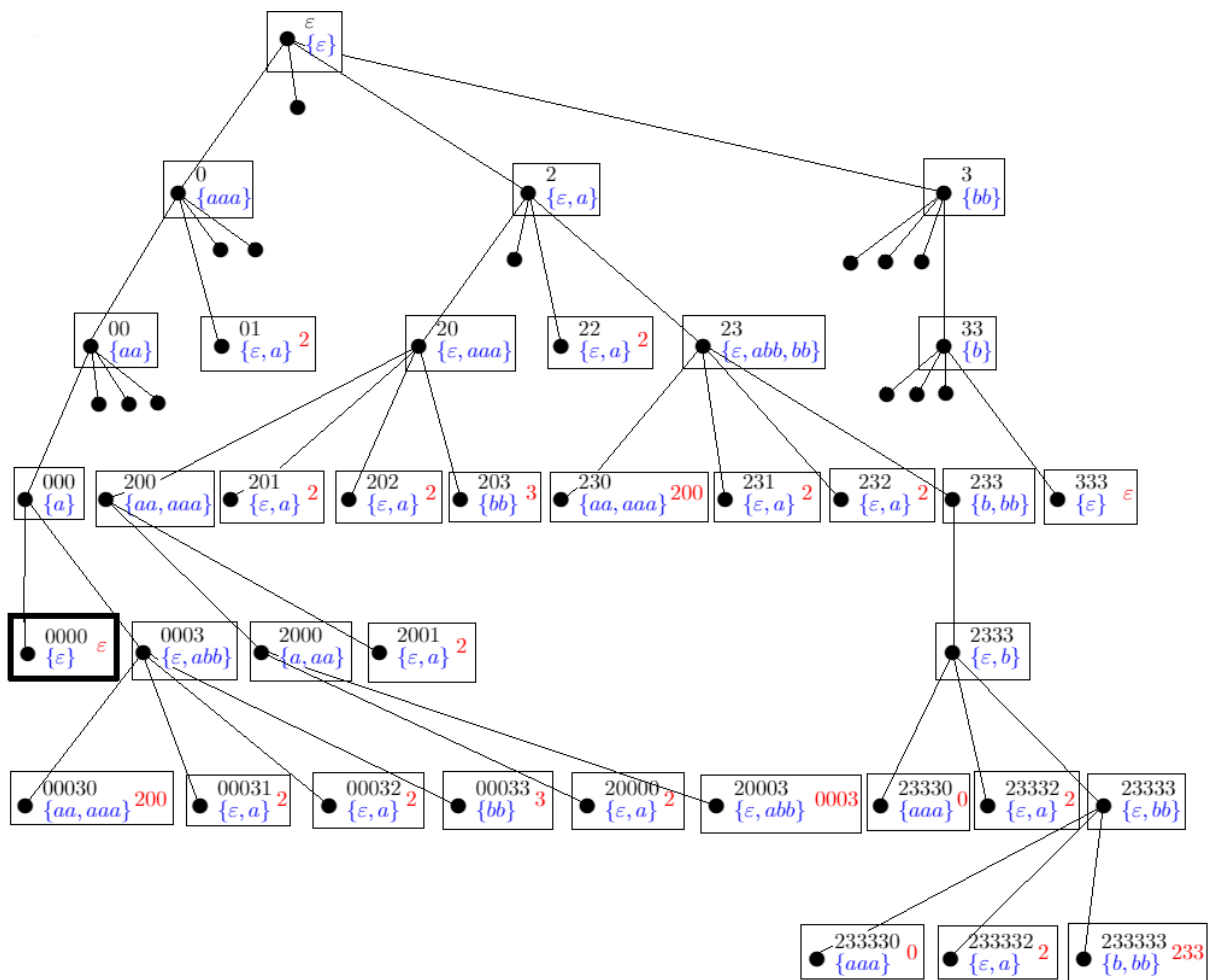 ε
{ε}
0
{aaa}
2
{ε, a}
3
{bb}
00
{aa}
01
{ε, a} 2
20
{ε, aaa}
22
{ε, a} 2
23
{ε, abb, bb}
33
{b}
000
{a}
200
{aa, aaa}
201
{ε, a} 2
202
{ε, a} 2
203
{bb} 3
230
{aa, aaa} 200
231
{ε, a} 2
232
{ε, a} 2
233
{b, bb}
333
{ε} ε
0000
{ε} ε
0003
{ε, abb}
2000
{a, aa}
2001
{ε, a} 2
2333
{ε, b}
00030
{aa, aaa} 200
00031
{ε, a} 2
00032
{ε, a} 2
00033
{bb} 3
20000
{ε, a} 2
20003
{ε, abb} 0003
23330
{aaa} 0
23332
{ε, a} 2
23333
{ε, bb}
233330
{aaa} 0
233332
{ε, a} 2
233333
{b, bb} 233